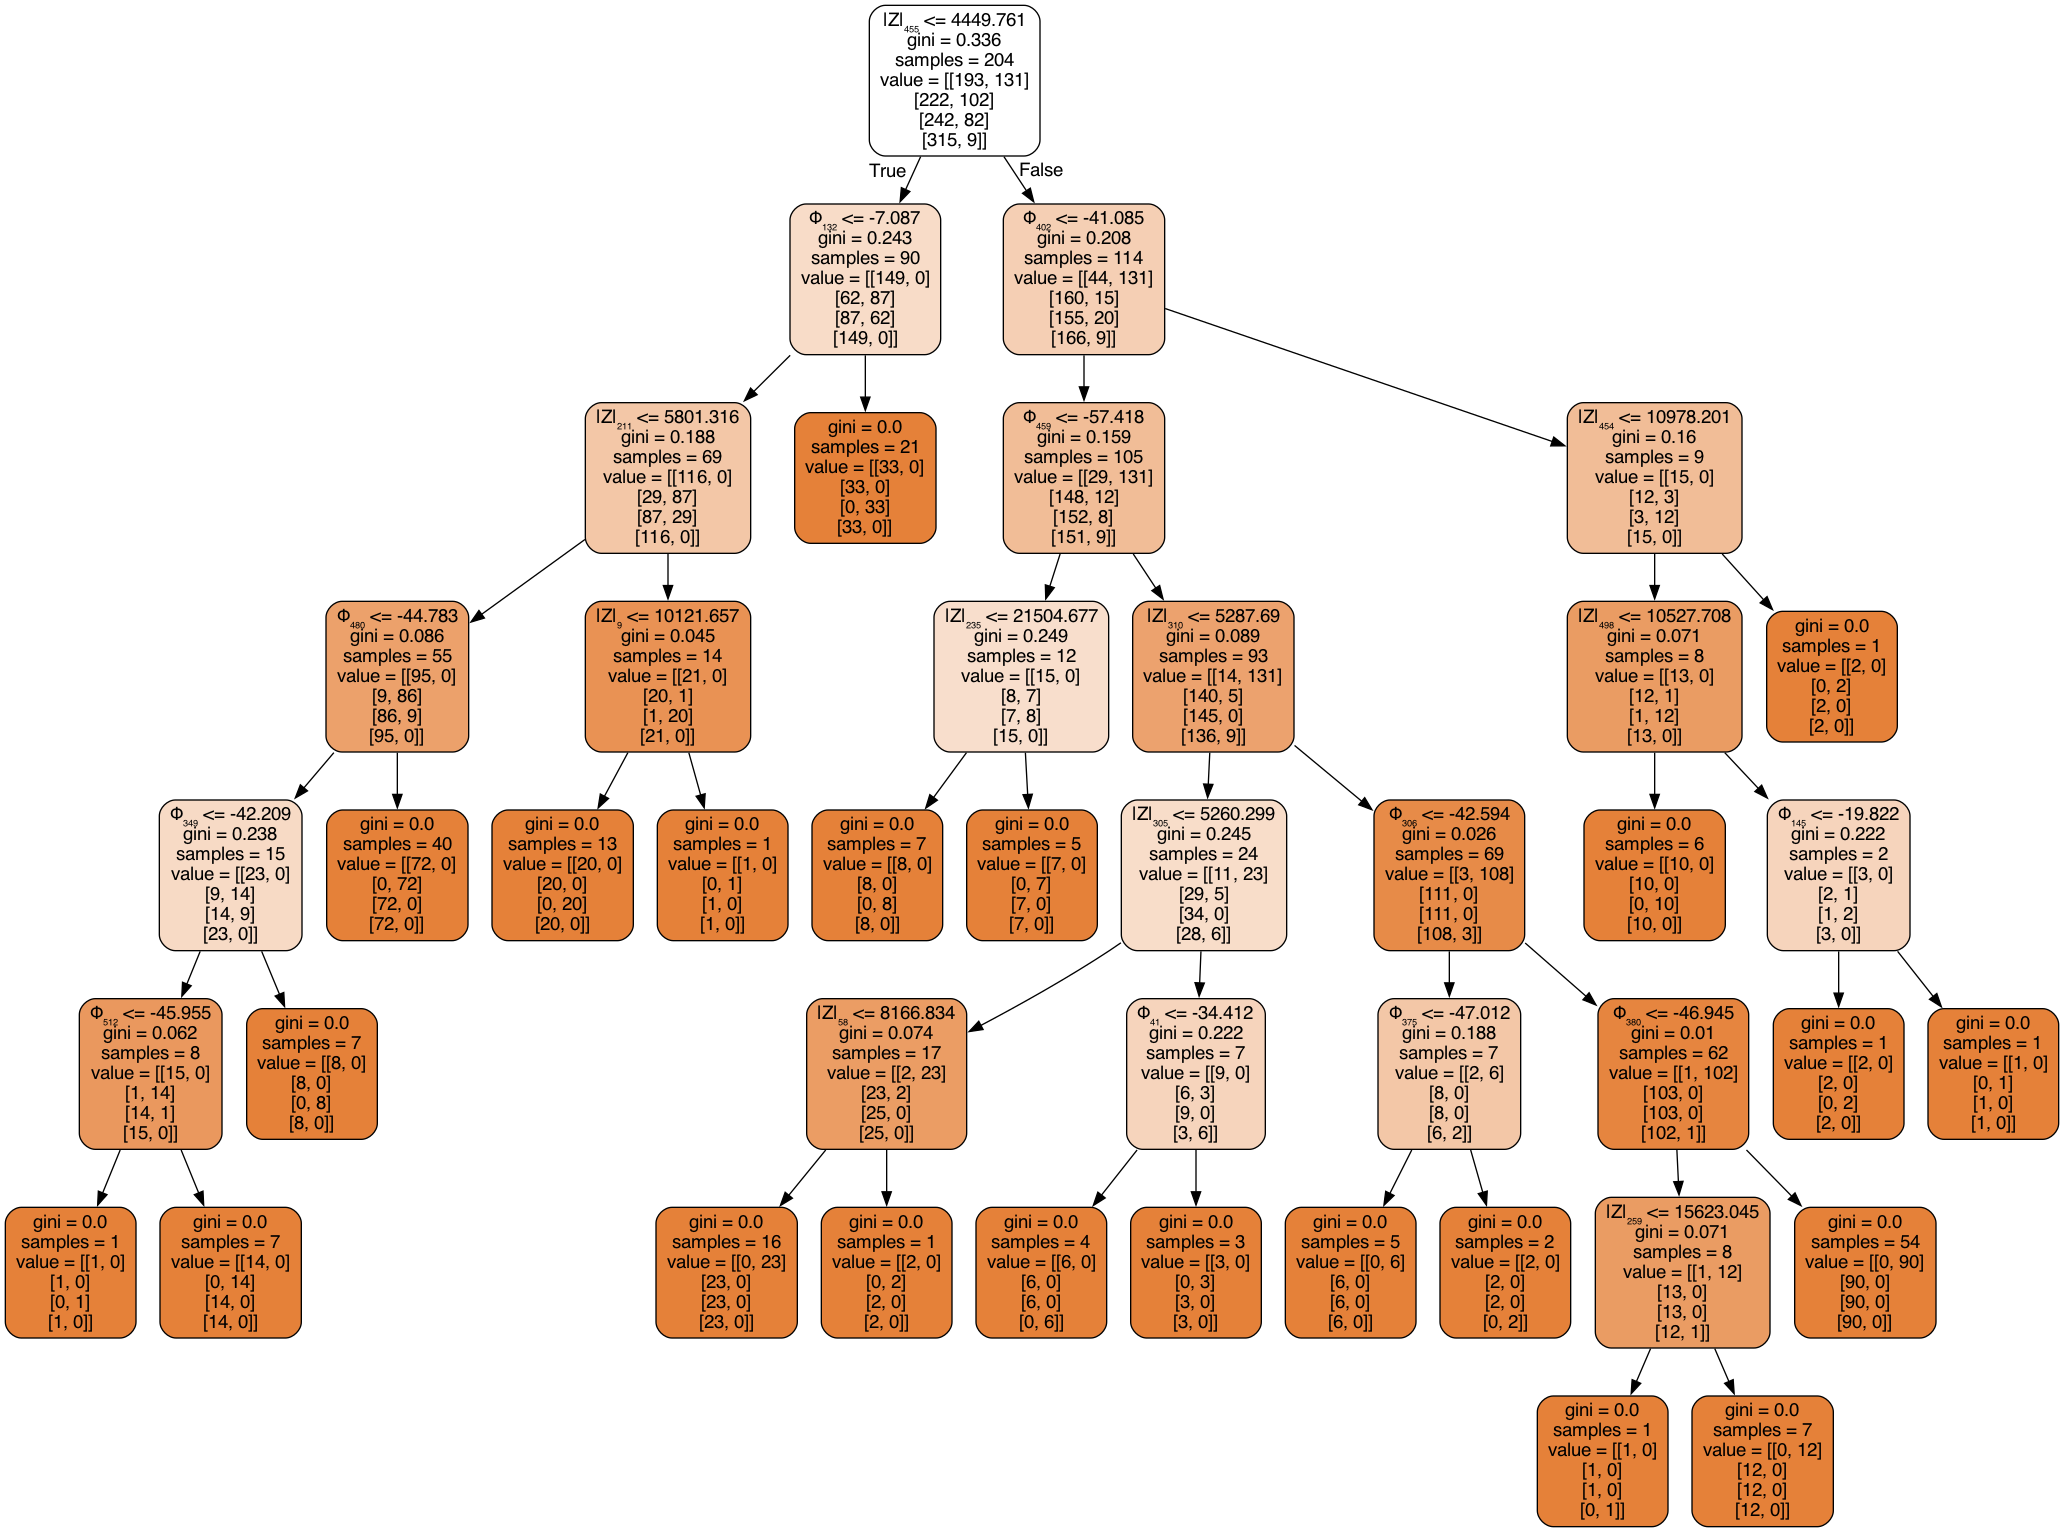 |Z|₄₅₅ <= 4449.761
gini = 0.336
samples = 204
value = [[193, 131]
[222, 102]
[242, 82]
[315, 9]]
True
False
Φ₁₃₂ <= -7.087
gini = 0.243
samples = 90
value = [[149, 0]
[62, 87]
[87, 62]
[149, 0]]
Φ₄₀₂ <= -41.085
gini = 0.208
samples = 114
value = [[44, 131]
[160, 15]
[155, 20]
[166, 9]]
|Z|₂₁₁ <= 5801.316
gini = 0.188
samples = 69
value = [[116, 0]
[29, 87]
[87, 29]
[116, 0]]
gini = 0.0
samples = 21
value = [[33, 0]
[33, 0]
[0, 33]
[33, 0]]
Φ₄₅₉ <= -57.418
gini = 0.159
samples = 105
value = [[29, 131]
[148, 12]
[152, 8]
[151, 9]]
|Z|₄₅₄ <= 10978.201
gini = 0.16
samples = 9
value = [[15, 0]
[12, 3]
[3, 12]
[15, 0]]
Φ₄₈₀ <= -44.783
gini = 0.086
samples = 55
value = [[95, 0]
[9, 86]
[86, 9]
[95, 0]]
|Z|₉ <= 10121.657
gini = 0.045
samples = 14
value = [[21, 0]
[20, 1]
[1, 20]
[21, 0]]
|Z|₂₃₅ <= 21504.677
gini = 0.249
samples = 12
value = [[15, 0]
[8, 7]
[7, 8]
[15, 0]]
|Z|₃₁₀ <= 5287.69
gini = 0.089
samples = 93
value = [[14, 131]
[140, 5]
[145, 0]
[136, 9]]
|Z|₄₉₈ <= 10527.708
gini = 0.071
samples = 8
value = [[13, 0]
[12, 1]
[1, 12]
[13, 0]]
gini = 0.0
samples = 1
value = [[2, 0]
[0, 2]
[2, 0]
[2, 0]]
Φ₃₄₉ <= -42.209
gini = 0.238
samples = 15
value = [[23, 0]
[9, 14]
[14, 9]
[23, 0]]
gini = 0.0
samples = 40
value = [[72, 0]
[0, 72]
[72, 0]
[72, 0]]
gini = 0.0
samples = 13
value = [[20, 0]
[20, 0]
[0, 20]
[20, 0]]
gini = 0.0
samples = 1
value = [[1, 0]
[0, 1]
[1, 0]
[1, 0]]
gini = 0.0
samples = 7
value = [[8, 0]
[8, 0]
[0, 8]
[8, 0]]
gini = 0.0
samples = 5
value = [[7, 0]
[0, 7]
[7, 0]
[7, 0]]
|Z|₃₀₅ <= 5260.299
gini = 0.245
samples = 24
value = [[11, 23]
[29, 5]
[34, 0]
[28, 6]]
Φ₃₀₆ <= -42.594
gini = 0.026
samples = 69
value = [[3, 108]
[111, 0]
[111, 0]
[108, 3]]
gini = 0.0
samples = 6
value = [[10, 0]
[10, 0]
[0, 10]
[10, 0]]
Φ₁₄₅ <= -19.822
gini = 0.222
samples = 2
value = [[3, 0]
[2, 1]
[1, 2]
[3, 0]]
Φ₅₁₂ <= -45.955
gini = 0.062
samples = 8
value = [[15, 0]
[1, 14]
[14, 1]
[15, 0]]
gini = 0.0
samples = 7
value = [[8, 0]
[8, 0]
[0, 8]
[8, 0]]
|Z|₅₈ <= 8166.834
gini = 0.074
samples = 17
value = [[2, 23]
[23, 2]
[25, 0]
[25, 0]]
Φ₄₁ <= -34.412
gini = 0.222
samples = 7
value = [[9, 0]
[6, 3]
[9, 0]
[3, 6]]
Φ₃₇₅ <= -47.012
gini = 0.188
samples = 7
value = [[2, 6]
[8, 0]
[8, 0]
[6, 2]]
Φ₃₈₀ <= -46.945
gini = 0.01
samples = 62
value = [[1, 102]
[103, 0]
[103, 0]
[102, 1]]
gini = 0.0
samples = 1
value = [[2, 0]
[2, 0]
[0, 2]
[2, 0]]
gini = 0.0
samples = 1
value = [[1, 0]
[0, 1]
[1, 0]
[1, 0]]
gini = 0.0
samples = 1
value = [[1, 0]
[1, 0]
[0, 1]
[1, 0]]
gini = 0.0
samples = 7
value = [[14, 0]
[0, 14]
[14, 0]
[14, 0]]
gini = 0.0
samples = 16
value = [[0, 23]
[23, 0]
[23, 0]
[23, 0]]
gini = 0.0
samples = 1
value = [[2, 0]
[0, 2]
[2, 0]
[2, 0]]
gini = 0.0
samples = 4
value = [[6, 0]
[6, 0]
[6, 0]
[0, 6]]
gini = 0.0
samples = 3
value = [[3, 0]
[0, 3]
[3, 0]
[3, 0]]
gini = 0.0
samples = 5
value = [[0, 6]
[6, 0]
[6, 0]
[6, 0]]
gini = 0.0
samples = 2
value = [[2, 0]
[2, 0]
[2, 0]
[0, 2]]
|Z|₂₅₉ <= 15623.045
gini = 0.071
samples = 8
value = [[1, 12]
[13, 0]
[13, 0]
[12, 1]]
gini = 0.0
samples = 54
value = [[0, 90]
[90, 0]
[90, 0]
[90, 0]]
gini = 0.0
samples = 1
value = [[1, 0]
[1, 0]
[1, 0]
[0, 1]]
gini = 0.0
samples = 7
value = [[0, 12]
[12, 0]
[12, 0]
[12, 0]]